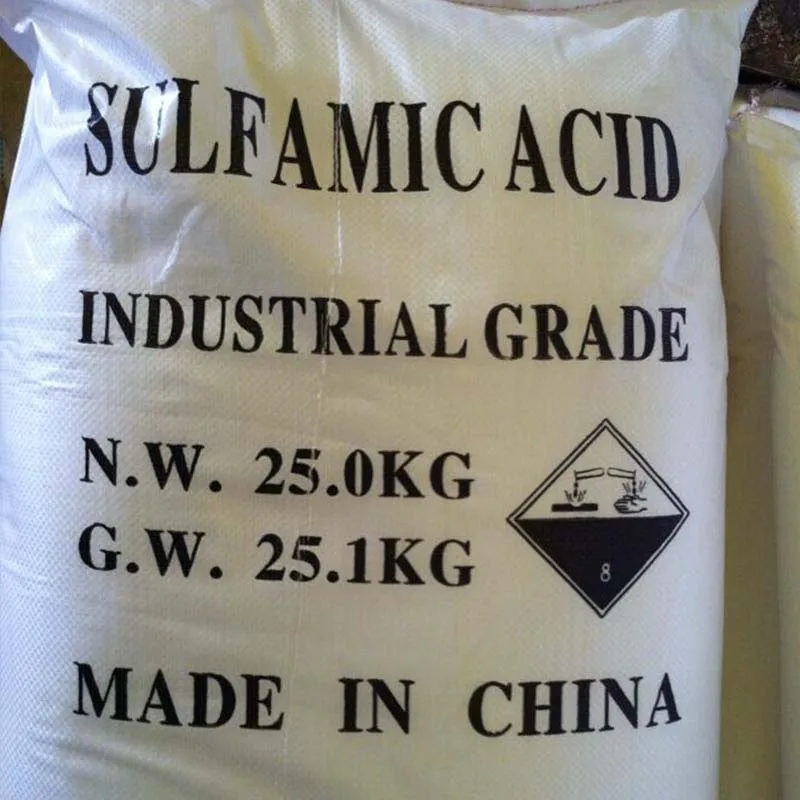 SULFAMIC ACID
INDUSTRIAL GRADE
N.W. 25.0KG
G.W. 25.1KG
8
MADE IN CHINA